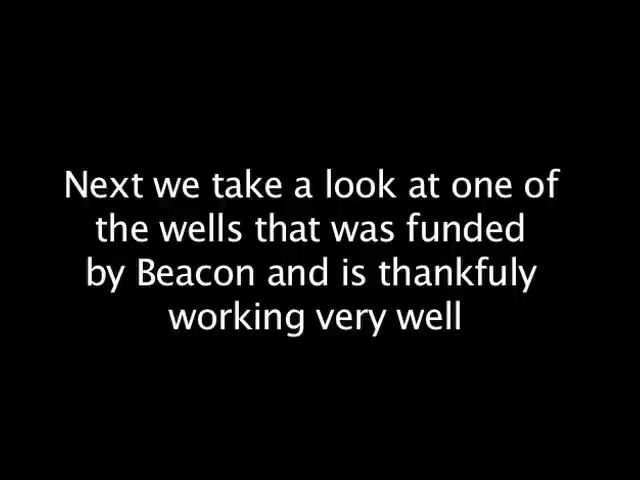 Next we take a look at one of
the wells that was funded
by Beacon and is thankfuly
working very well